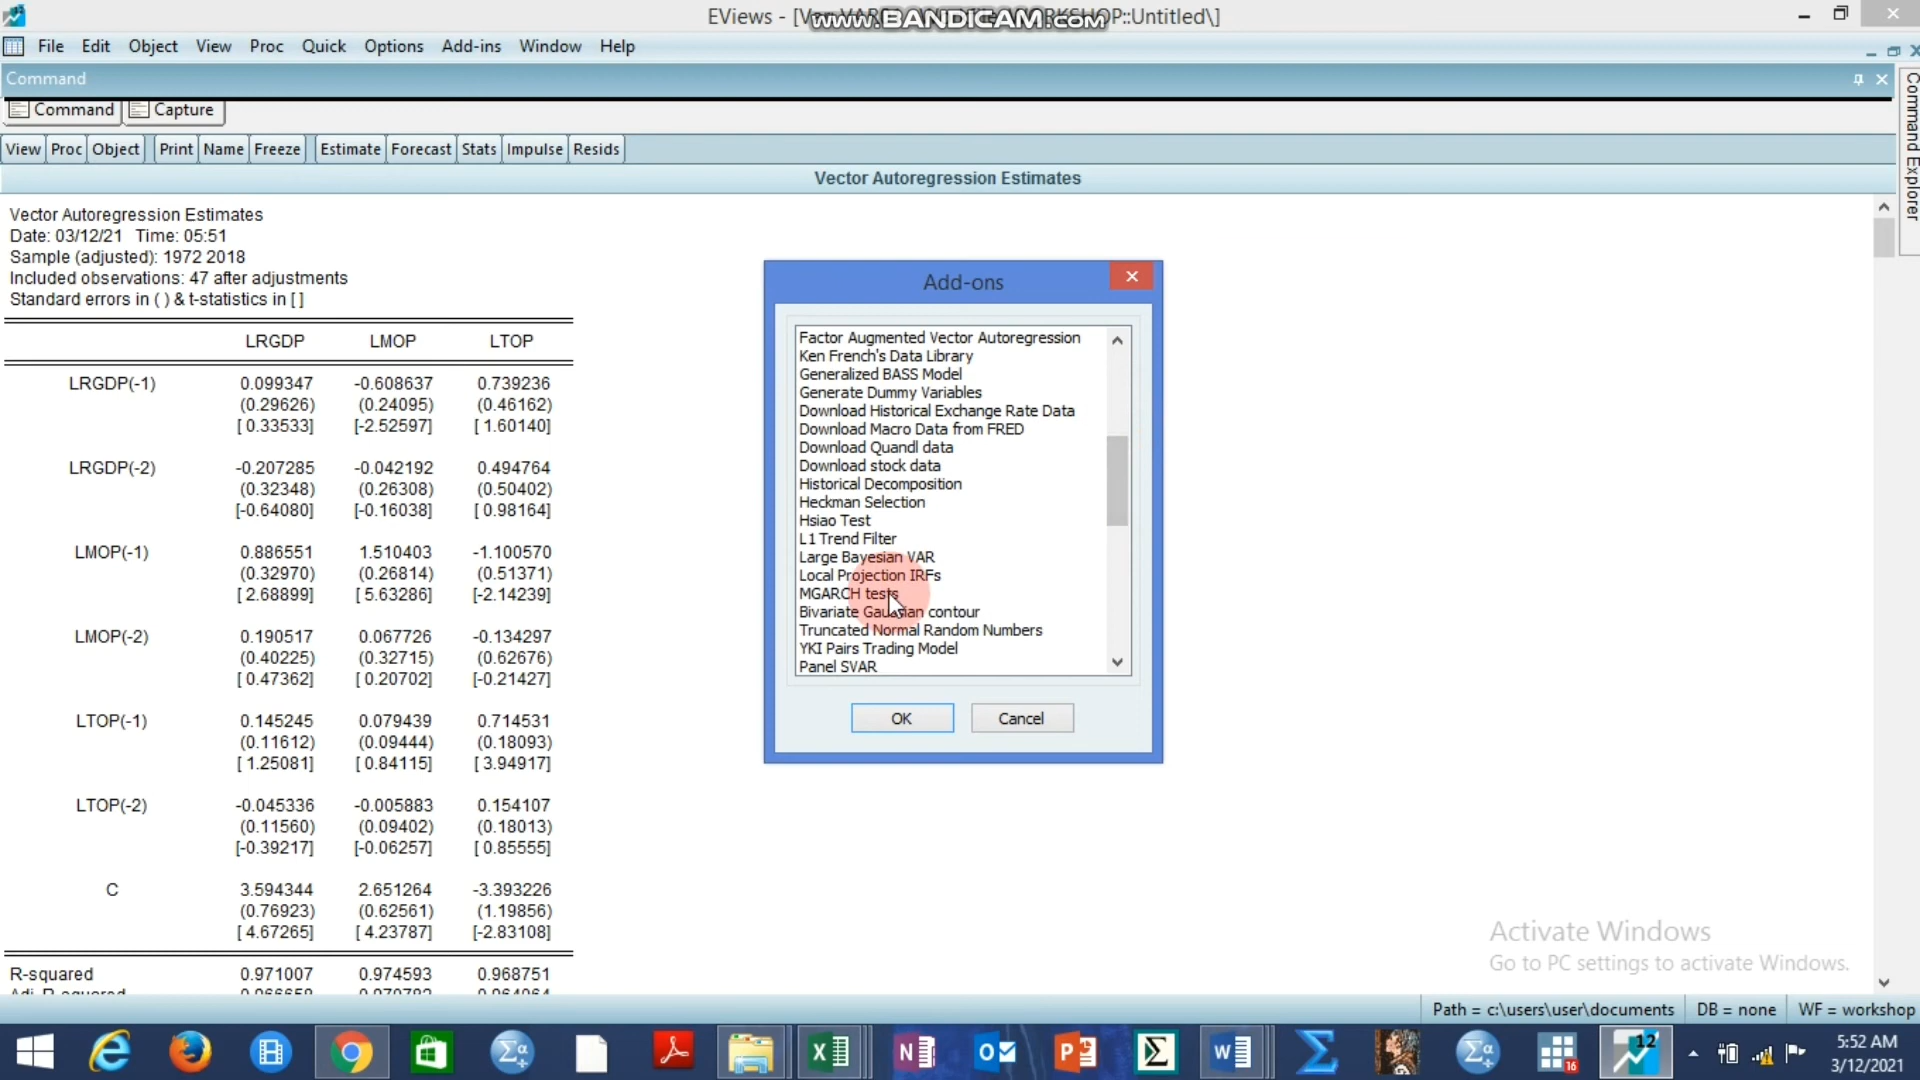 EViews - [Var: VAR01 Workfile: WORKSHOP::Untitled\]
www.BANDICAM.com
File Edit Object View Proc Quick Options Add-ins Window Help
Command
Command Capture
Command Explorer
View Proc Object Print Name Freeze Estimate Forecast Stats Impulse Resids
Vector Autoregression Estimates
Vector Autoregression Estimates
Date: 03/12/21 Time: 05:51
Sample (adjusted): 1972 2018
Included observations: 47 after adjustments
Standard errors in ( ) & t-statistics in [ ]
LRGDP LMOP LTOP
LRGDP(-1) 0.099347 -0.608637 0.739236
(0.29626) (0.24095) (0.46162)
[ 0.33533] [-2.52597] [ 1.60140]
LRGDP(-2) -0.207285 -0.042192 0.494764
(0.32348) (0.26308) (0.50402)
[-0.64080] [-0.16038] [ 0.98164]
LMOP(-1) 0.886551 1.510403 -1.100570
(0.32970) (0.26814) (0.51371)
[ 2.68899] [ 5.63286] [-2.14239]
LMOP(-2) 0.190517 0.067726 -0.134297
(0.40225) (0.32715) (0.62676)
[ 0.47362] [ 0.20702] [-0.21427]
LTOP(-1) 0.145245 0.079439 0.714531
(0.11612) (0.09444) (0.18093)
[ 1.25081] [ 0.84115] [ 3.94917]
LTOP(-2) -0.045336 -0.005883 0.154107
(0.11560) (0.09402) (0.18013)
[-0.39217] [-0.06257] [ 0.85555]
C 3.594344 2.651264 -3.393226
(0.76923) (0.62561) (1.19856)
[ 4.67265] [ 4.23787] [-2.83108]
R-squared 0.971007 0.974593 0.968751
Add-ons
Factor Augmented Vector Autoregression
Ken French's Data Library
Generalized BASS Model
Generate Dummy Variables
Download Historical Exchange Rate Data
Download Macro Data from FRED
Download Quandl data
Download stock data
Historical Decomposition
Heckman Selection
Hsiao Test
L1 Trend Filter
Large Bayesian VAR
Local Projection IRFs
MGARCH tests
Bivariate Gaussian contour
Truncated Normal Random Numbers
YKI Pairs Trading Model
Panel SVAR
OK Cancel
Activate Windows
Go to PC settings to activate Windows.
Path = c:\users\user\documents DB = none WF = workshop
12
16
5:52 AM
3/12/2021